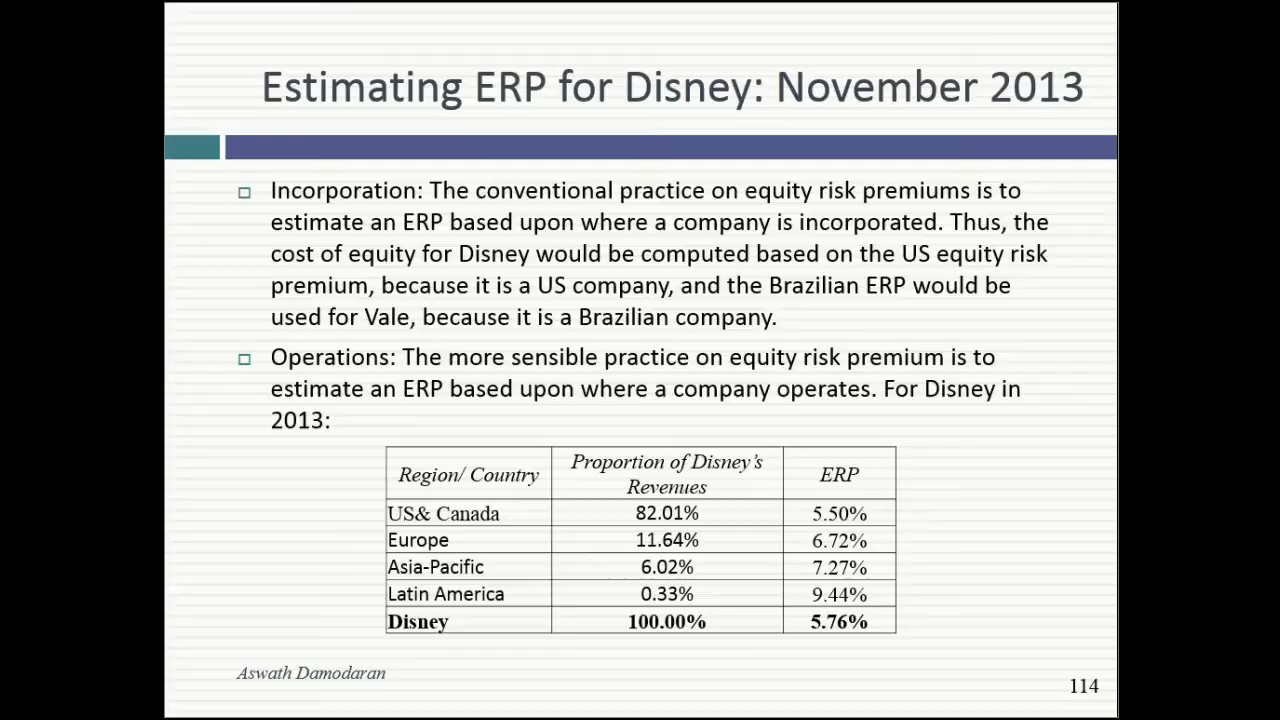 Estimating ERP for Disney: November 2013
Incorporation: The conventional practice on equity risk premiums is to
estimate an ERP based upon where a company is incorporated. Thus, the
cost of equity for Disney would be computed based on the US equity risk
premium, because it is a US company, and the Brazilian ERP would be
used for Vale, because it is a Brazilian company.
Operations: The more sensible practice on equity risk premium is to
estimate an ERP based upon where a company operates. For Disney in
2013:
Region/ Country Proportion of Disney’s Revenues ERP
US& Canada 82.01% 5.50%
Europe 11.64% 6.72%
Asia-Pacific 6.02% 7.27%
Latin America 0.33% 9.44%
Disney 100.00% 5.76%
Aswath Damodaran
114